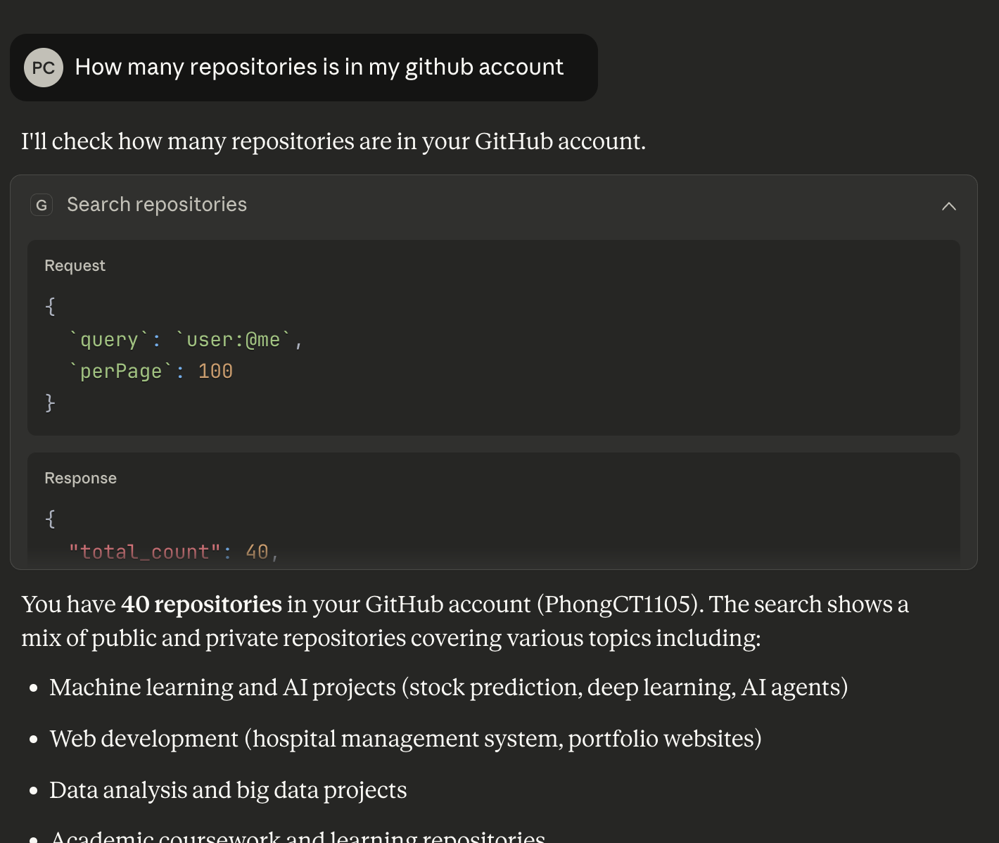 PC How many repositories is in my github account
I'll check how many repositories are in your GitHub account.
G Search repositories
Request
{
`query`: `user:@me`,
`perPage`: 100
}
Response
{
"total_count": 40,
You have 40 repositories in your GitHub account (PhongCT1105). The search shows a
mix of public and private repositories covering various topics including:
• Machine learning and AI projects (stock prediction, deep learning, AI agents)
• Web development (hospital management system, portfolio websites)
• Data analysis and big data projects
• Academic coursework and learning repositories